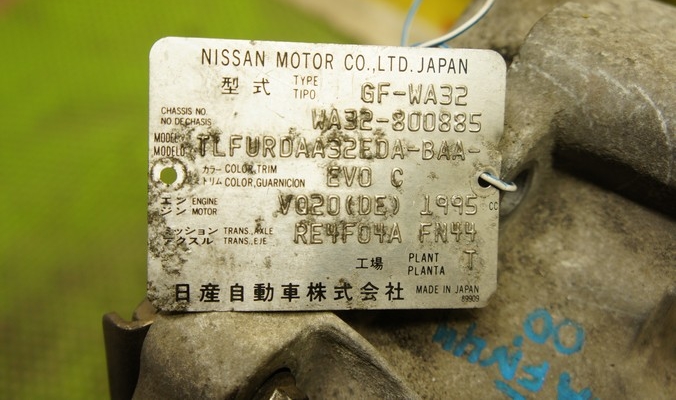 NISSAN MOTOR CO.,LTD. JAPAN
型式 TYPE TIPO GF-WA32
CHASSIS NO. NO DE CHASIS WA32-800885
MODEL MODELO TLFURDAA32EDA-BAA-
カラー トリム COLOR,TRIM COLOR,GUARNICION EV0 C
エンジン ENGINE MOTOR VQ20(DE) 1995 CC
ミッション アクスル TRANS.,AXLE TRANS.,EJE RE4F04A FN44
工場 PLANT PLANTA T
日産自動車株式会社 MADE IN JAPAN
89909
FN44
00